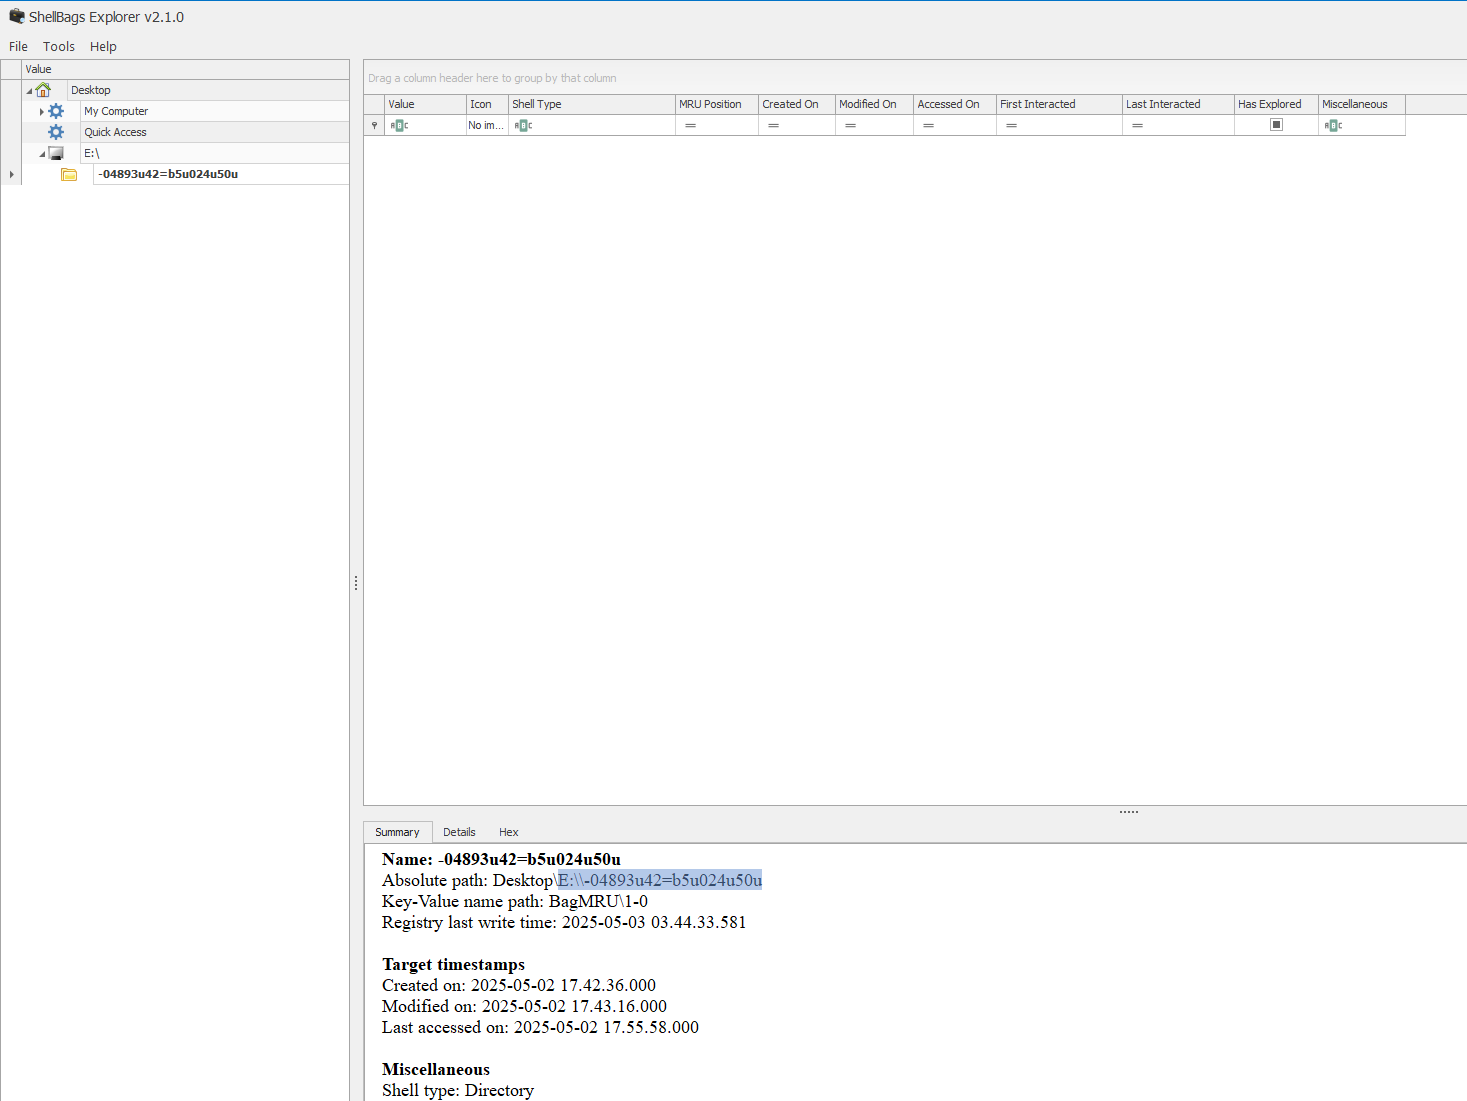 ShellBags Explorer v2.1.0
File Tools Help
Value
Desktop
My Computer
Quick Access
E:\
-04893u42=b5u024u50u
Drag a column header here to group by that column
Value Icon Shell Type MRU Position Created On Modified On Accessed On First Interacted Last Interacted Has Explored Miscellaneous
ABC No im... ABC = = = = = = ABC
Summary Details Hex
Name: -04893u42=b5u024u50u
Absolute path: Desktop\E:\\-04893u42=b5u024u50u
Key-Value name path: BagMRU\1-0
Registry last write time: 2025-05-03 03.44.33.581
Target timestamps
Created on: 2025-05-02 17.42.36.000
Modified on: 2025-05-02 17.43.16.000
Last accessed on: 2025-05-02 17.55.58.000
Miscellaneous
Shell type: Directory